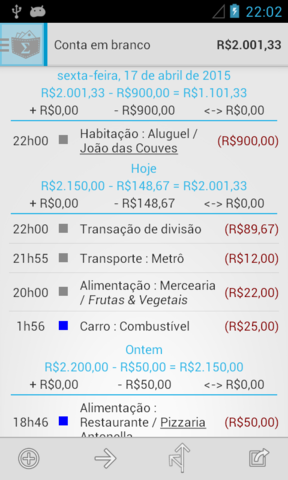 22:02
Σ
Conta em branco R$2.001,33
sexta-feira, 17 de abril de 2015
R$2.001,33 - R$900,00 = R$1.101,33
+ R$0,00 - R$900,00 <-> R$0,00
22h00 Habitação : Aluguel / (R$900,00)
João das Couves
Hoje
R$2.150,00 - R$148,67 = R$2.001,33
+ R$0,00 - R$148,67 <-> R$0,00
22h00 Transação de divisão (R$89,67)
21h55 Transporte : Metrô (R$12,00)
20h00 Alimentação : Mercearia (R$22,00)
/ Frutas & Vegetais
1h56 Carro : Combustível (R$25,00)
Ontem
R$2.200,00 - R$50,00 = R$2.150,00
+ R$0,00 - R$50,00 <-> R$0,00
Alimentação :
18h46 Restaurante / Pizzaria (R$50,00)
Antonella